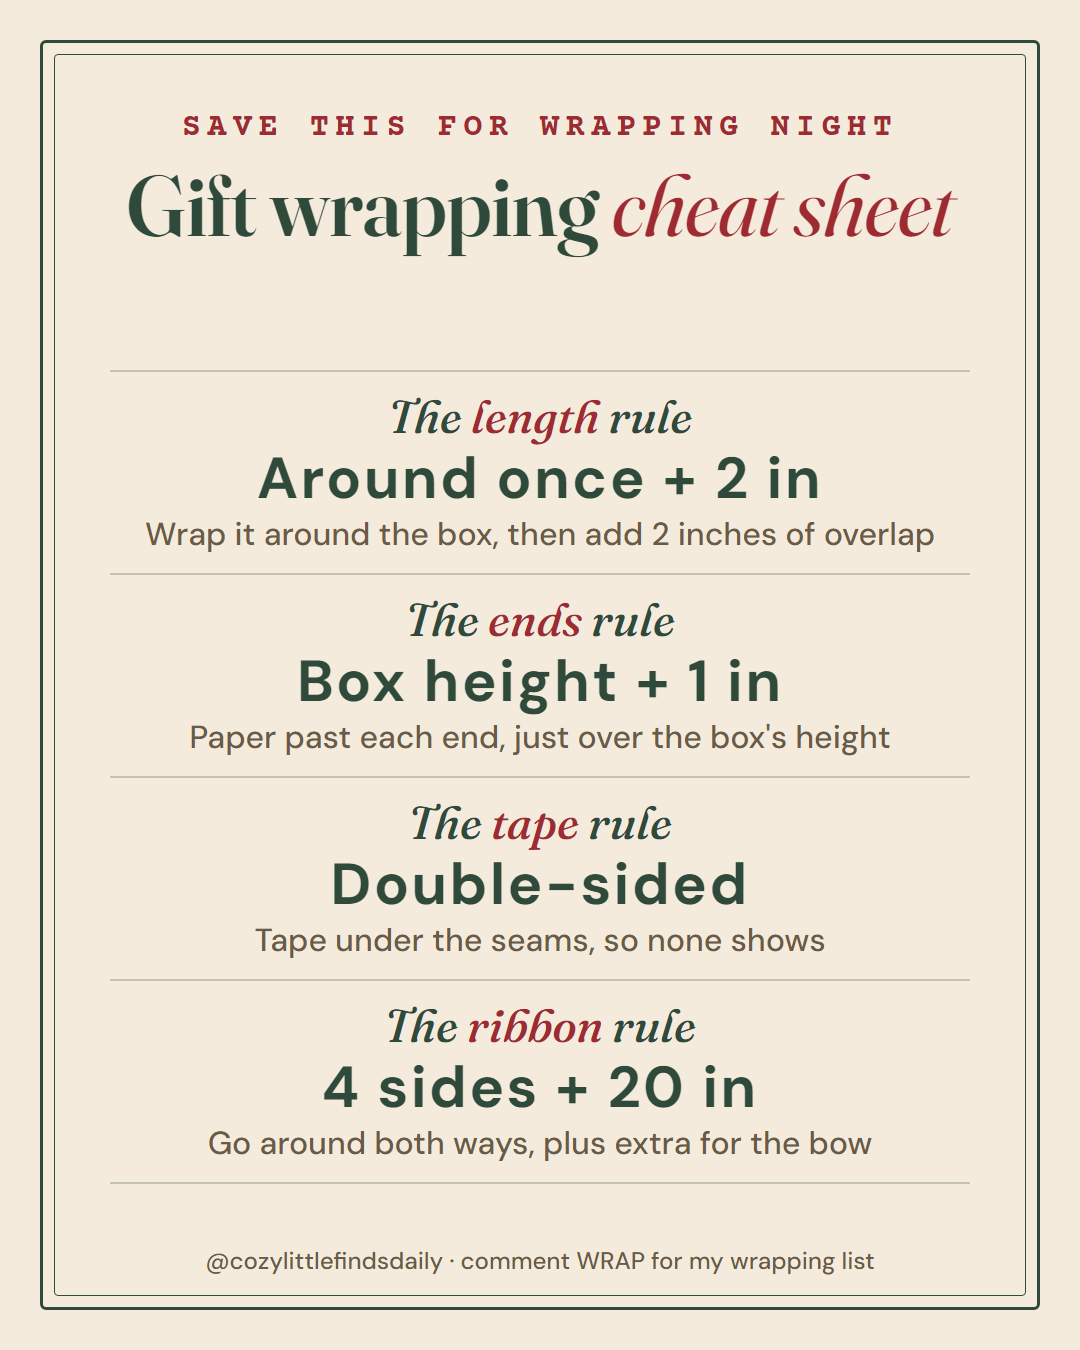 SAVE THIS FOR WRAPPING NIGHT
Gift wrapping cheat sheet
The length rule
Around once + 2 in
Wrap it around the box, then add 2 inches of overlap
The ends rule
Box height + 1 in
Paper past each end, just over the box's height
The tape rule
Double-sided
Tape under the seams, so none shows
The ribbon rule
4 sides + 20 in
Go around both ways, plus extra for the bow
@cozylittlefindsdaily · comment WRAP for my wrapping list